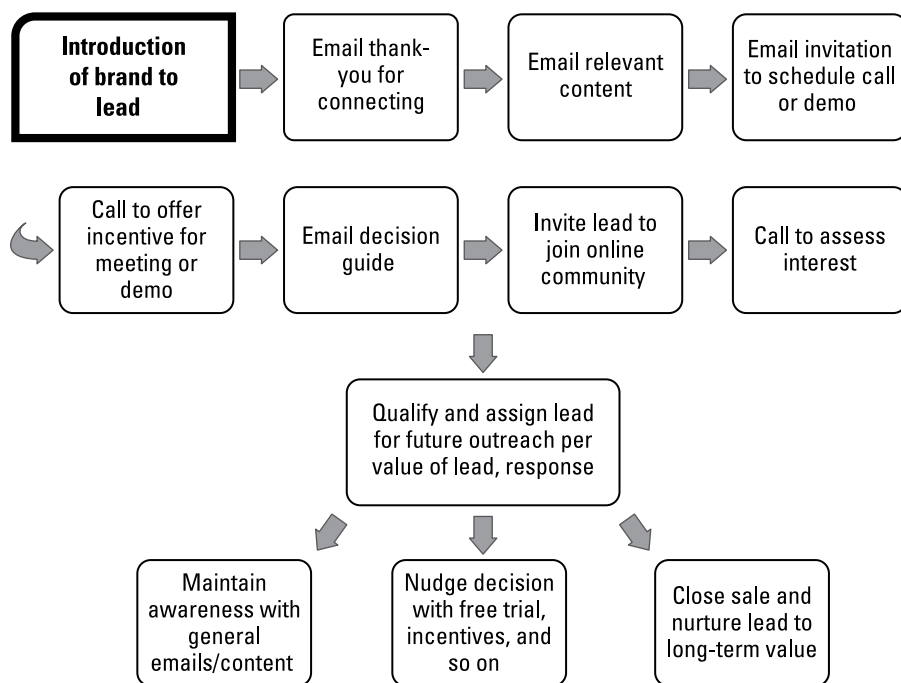 Introduction
of brand to
lead
Email thank-
you for
connecting
Email relevant
content
Email invitation
to schedule call
or demo
Call to offer
incentive for
meeting or
demo
Email decision
guide
Invite lead to
join online
community
Call to assess
interest
Qualify and assign lead
for future outreach per
value of lead, response
Maintain
awareness with
general
emails/content
Nudge decision
with free trial,
incentives, and
so on
Close sale and
nurture lead to
long-term value